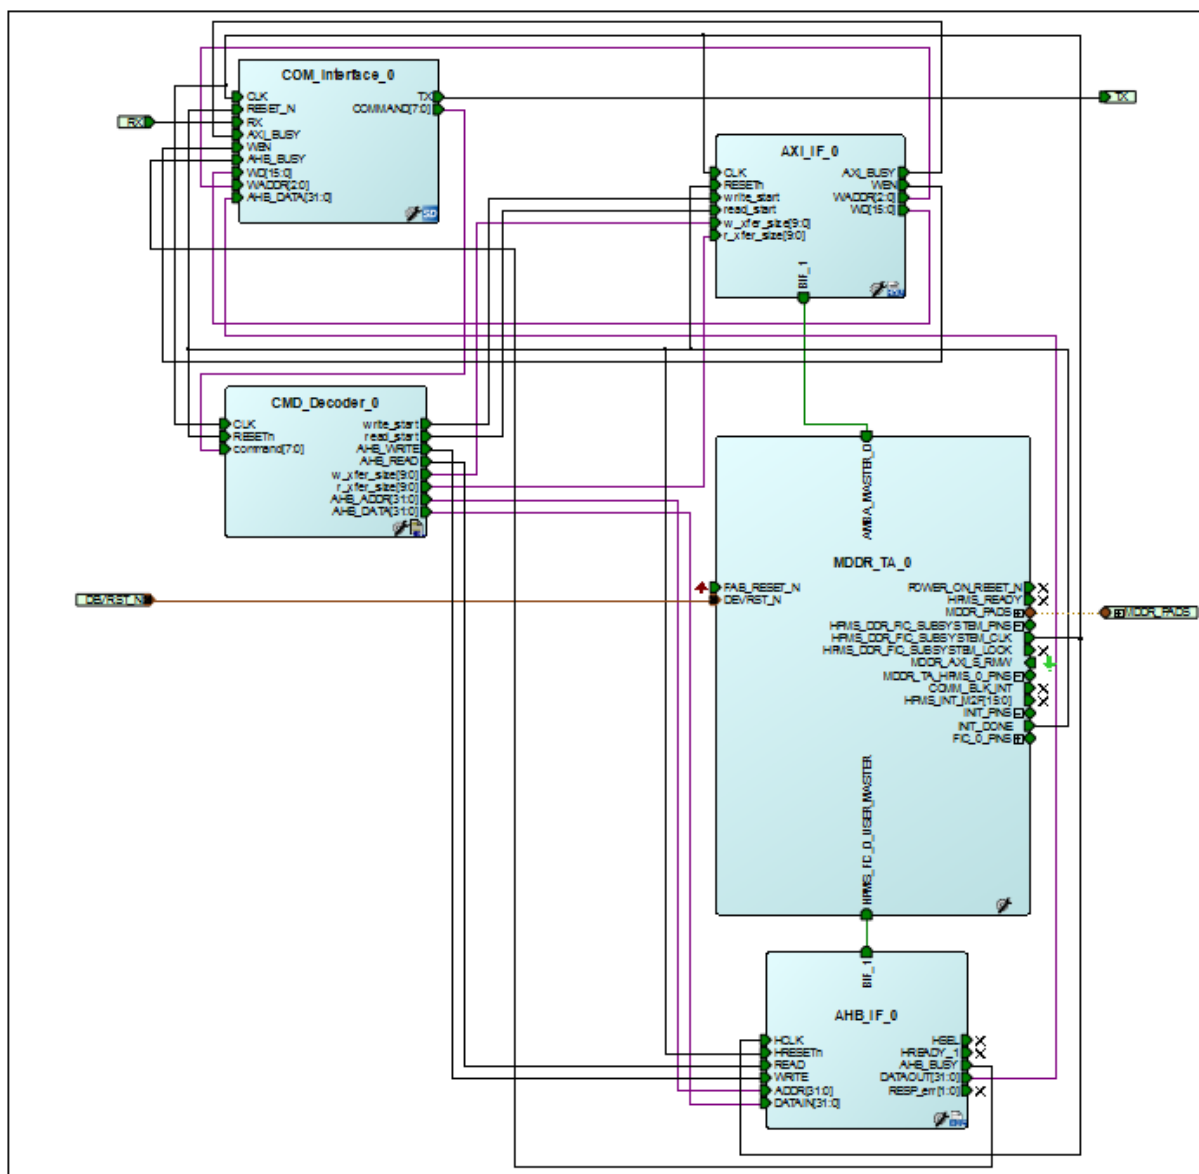 COM_Interface_0
CLK
RESET_N
RX
AXI_BUSY
WEN
AHB_BUSY
WD[15:0]
WADDR[2:0]
AHB_DATA[31:0]
TX
COMMAND[7:0]
SD
RX
TX
AXI_IF_0
CLK
RESETn
write_start
read_start
w_xfer_size[9:0]
r_xfer_size[9:0]
AXI_BUSY
WEN
WADDR[2:0]
WD[15:0]
BIF_1
CMD_Decoder_0
CLK
RESETn
command[7:0]
write_start
read_start
AHB_WRITE
AHB_READ
w_xfer_size[9:0]
r_xfer_size[9:0]
AHB_ADDR[31:0]
AHB_DATA[31:0]
AMBA_MASTER_0
MDDR_TA_0
FAB_RESET_N
DEVRST_N
DEVRST_N
POWER_ON_RESET_N
HPMS_READY
MDDR_PADS
MDDR_PADS
HPMS_DDR_FIC_SUBSYSTEM_PINS
HPMS_DDR_FIC_SUBSYSTEM_CLK
HPMS_DDR_FIC_SUBSYSTEM_LOCK
MDDR_AXI_S_RMW
MDDR_TA_HPMS_0_PINS
COMM_BLK_INT
HPMS_INT_M2F[15:0]
INIT_PINS
INIT_DONE
FIC_0_PINS
HPMS_FIC_0_USER_MASTER
BIF_1
AHB_IF_0
HCLK
HRESETn
READ
WRITE
ADDR[31:0]
DATAIN[31:0]
HSEL
HREADY_1
AHB_BUSY
DATAOUT[31:0]
RESP_err[1:0]